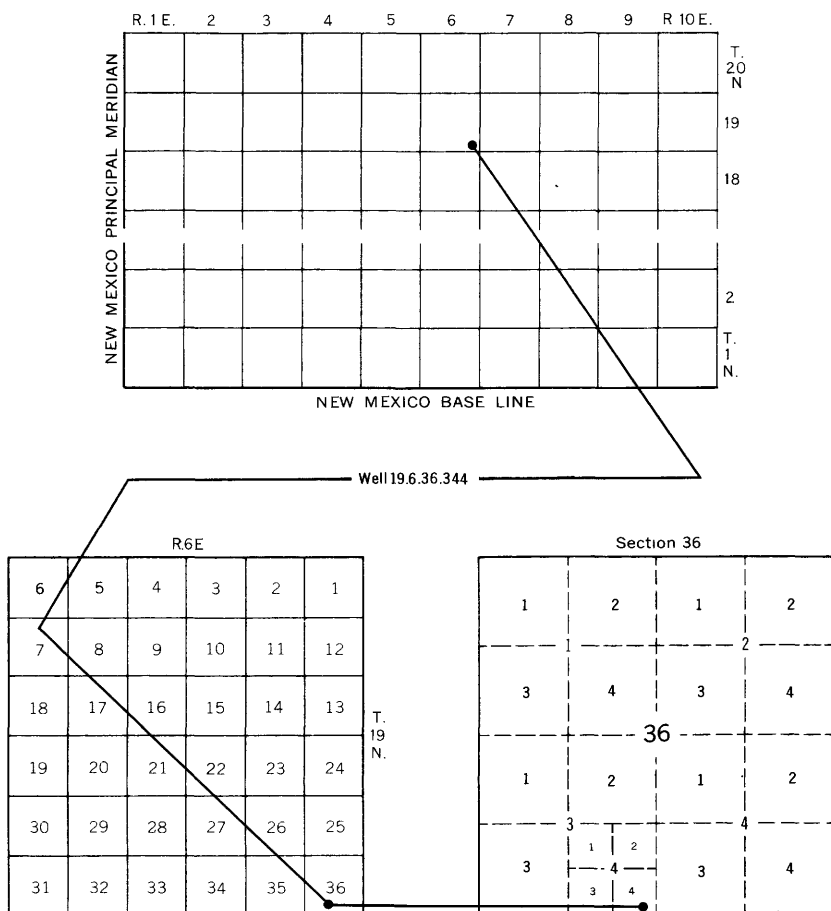 R. 1 E. 2 3 4 5 6 7 8 9 R 10 E.
NEW MEXICO PRINCIPAL MERIDIAN
T.
20
N
19
18
2
T.
1
N.
NEW MEXICO BASE LINE
Well 19.6.36.344
R.6E
6 5 4 3 2 1
7 8 9 10 11 12
18 17 16 15 14 13
19 20 21 22 23 24
30 29 28 27 26 25
31 32 33 34 35 36
T.
19
N.
Section 36
1 2 1 2
1 2
3 4 3 4
36
1 2 1 2
3 4
1 2
3 4 3 4
3 4